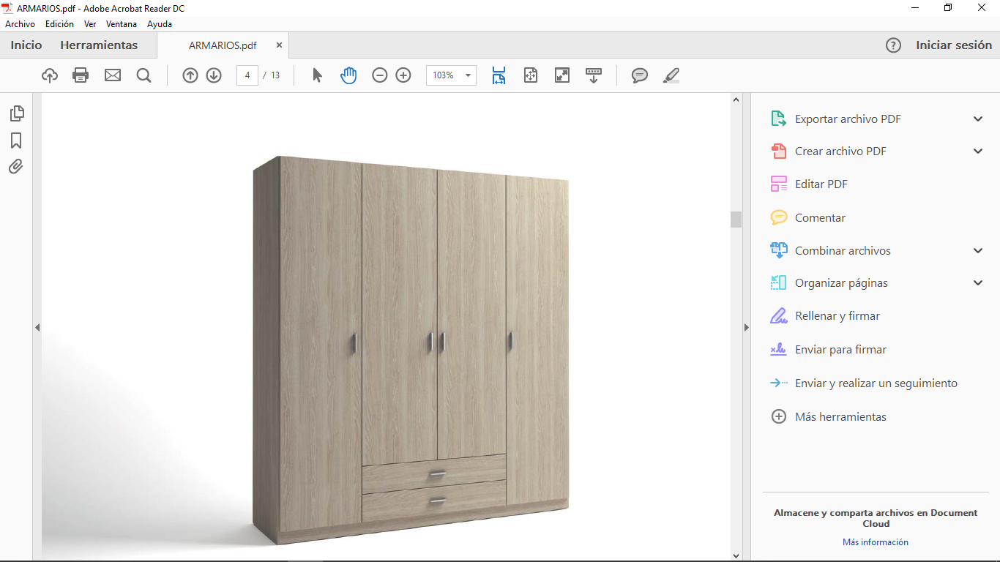 ARMARIOS.pdf - Adobe Acrobat Reader DC
Archivo Edición Ver Ventana Ayuda
Inicio Herramientas ARMARIOS.pdf × ? Iniciar sesión
4 / 13 103%
Exportar archivo PDF
Crear archivo PDF
Editar PDF
Comentar
Combinar archivos
Organizar páginas
Rellenar y firmar
Enviar para firmar
Enviar y realizar un seguimiento
Más herramientas
Almacene y comparta archivos en Document
Cloud
Más información